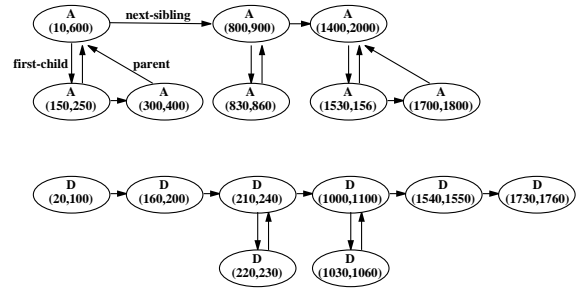 A
(10,600)
next-sibling
A
(800,900)
A
(1400,2000)
first-child
parent
A
(150,250)
A
(300,400)
A
(830,860)
A
(1530,156)
A
(1700,1800)
D
(20,100)
D
(160,200)
D
(210,240)
D
(1000,1100)
D
(1540,1550)
D
(1730,1760)
D
(220,230)
D
(1030,1060)